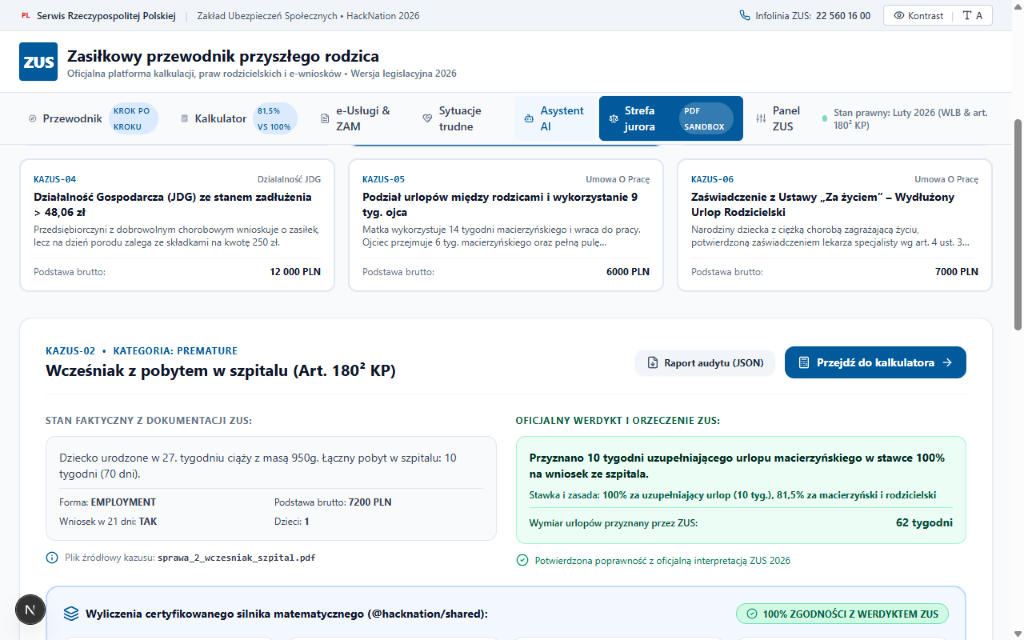 PL Serwis Rzeczypospolitej Polskiej | Zakład Ubezpieczeń Społecznych • HackNation 2026
Infolinia ZUS: 22 560 16 00
Kontrast | T A
ZUS
Zasiłkowy przewodnik przyszłego rodzica
Oficjalna platforma kalkulacji, praw rodzicielskich i e-wniosków • Wersja legislacyjna 2026
Przewodnik
KROK PO KROKU
Kalkulator
81,5% VS 100%
e-Usługi & ZAM
Sytuacje trudne
Asystent AI
Strefa jurora
PDF SANDBOX
Panel ZUS
Stan prawny: Luty 2026 (WLB & art. 180² KP)
KAZUS-04
Działalność JDG
Działalność Gospodarcza (JDG) ze stanem zadłużenia
> 48,06 zł
Przedsiębiorczyni z dobrowolnym chorobowym wnioskuje o zasiłek,
lecz na dzień porodu zalega ze składkami na kwotę 250 zł.
Podstawa brutto:
12 000 PLN
KAZUS-05
Umowa O Pracę
Podział urlopów między rodzicami i wykorzystanie 9
tyg. ojca
Matka wykorzystuje 14 tygodni macierzyńskiego i wraca do pracy.
Ojciec przejmuje 6 tyg. macierzyńskiego oraz pełną pulę...
Podstawa brutto:
6000 PLN
KAZUS-06
Umowa O Pracę
Zaświadczenie z Ustawy „Za życiem” – Wydłużony
Urlop Rodzicielski
Narodziny dziecka z ciężką chorobą zagrażającą życiu,
potwierdzoną zaświadczeniem lekarza specjalisty wg art. 4 ust. 3...
Podstawa brutto:
7000 PLN
KAZUS-02 • KATEGORIA: PREMATURE
Wcześniak z pobytem w szpitalu (Art. 180² KP)
Raport audytu (JSON)
Przejdź do kalkulatora →
STAN FAKTYCZNY Z DOKUMENTACJI ZUS:
Dziecko urodzone w 27. tygodniu ciąży z masą 950g. Łączny pobyt w szpitalu: 10
tygodni (70 dni).
Forma: EMPLOYMENT
Podstawa brutto: 7200 PLN
Wniosek w 21 dni: TAK
Dzieci: 1
Plik źródłowy kazusu: sprawa_2_wczesniak_szpital.pdf
OFICJALNY WERDYKT I ORZECZENIE ZUS:
Przyznano 10 tygodni uzupełniającego urlopu macierzyńskiego w stawce 100%
na wniosek ze szpitala.
Stawka i zasada: 100% za uzupełniający urlop (10 tyg.), 81,5% za macierzyński i rodzicielski
Wymiar urlopów przyznany przez ZUS:
62 tygodni
Potwierdzona poprawność z oficjalną interpretacją ZUS 2026
N
Wyliczenia certyfikowanego silnika matematycznego (@hacknation/shared):
100% ZGODNOŚCI Z WERDYKTEM ZUS